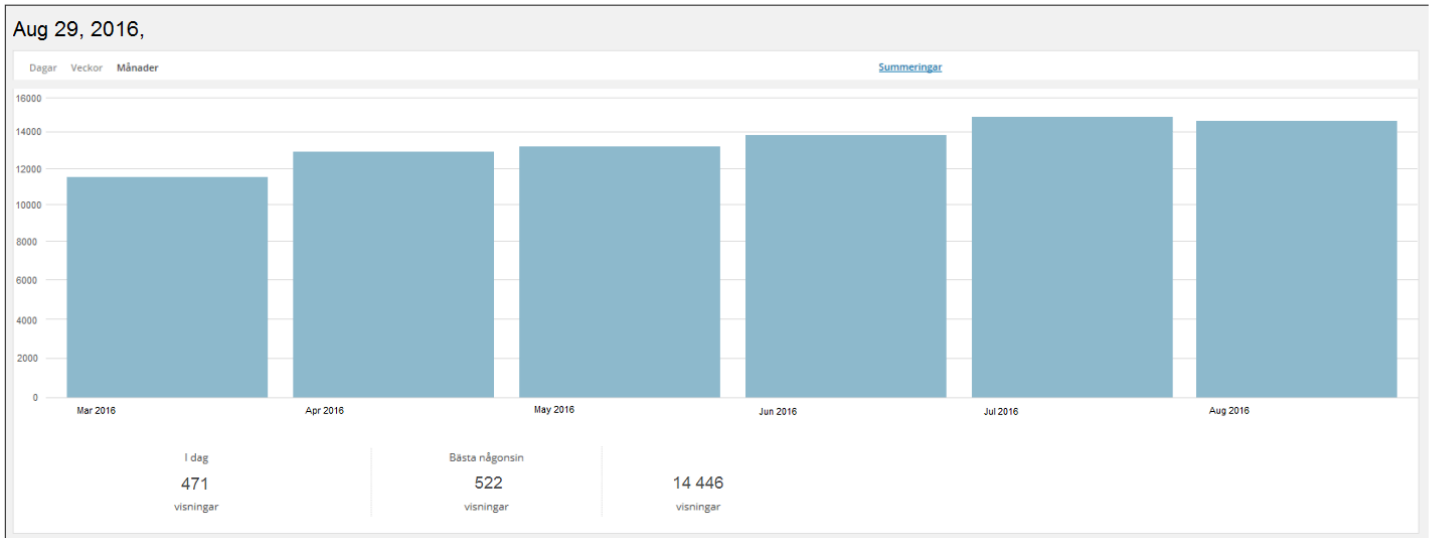 Aug 29, 2016,
Dagar Veckor Månader Summeringar
16000
14000
12000
10000
8000
6000
4000
2000
0
Mar 2016 Apr 2016 May 2016 Jun 2016 Jul 2016 Aug 2016
I dag Bästa någonsin
471 522 14 446
visningar visningar visningar